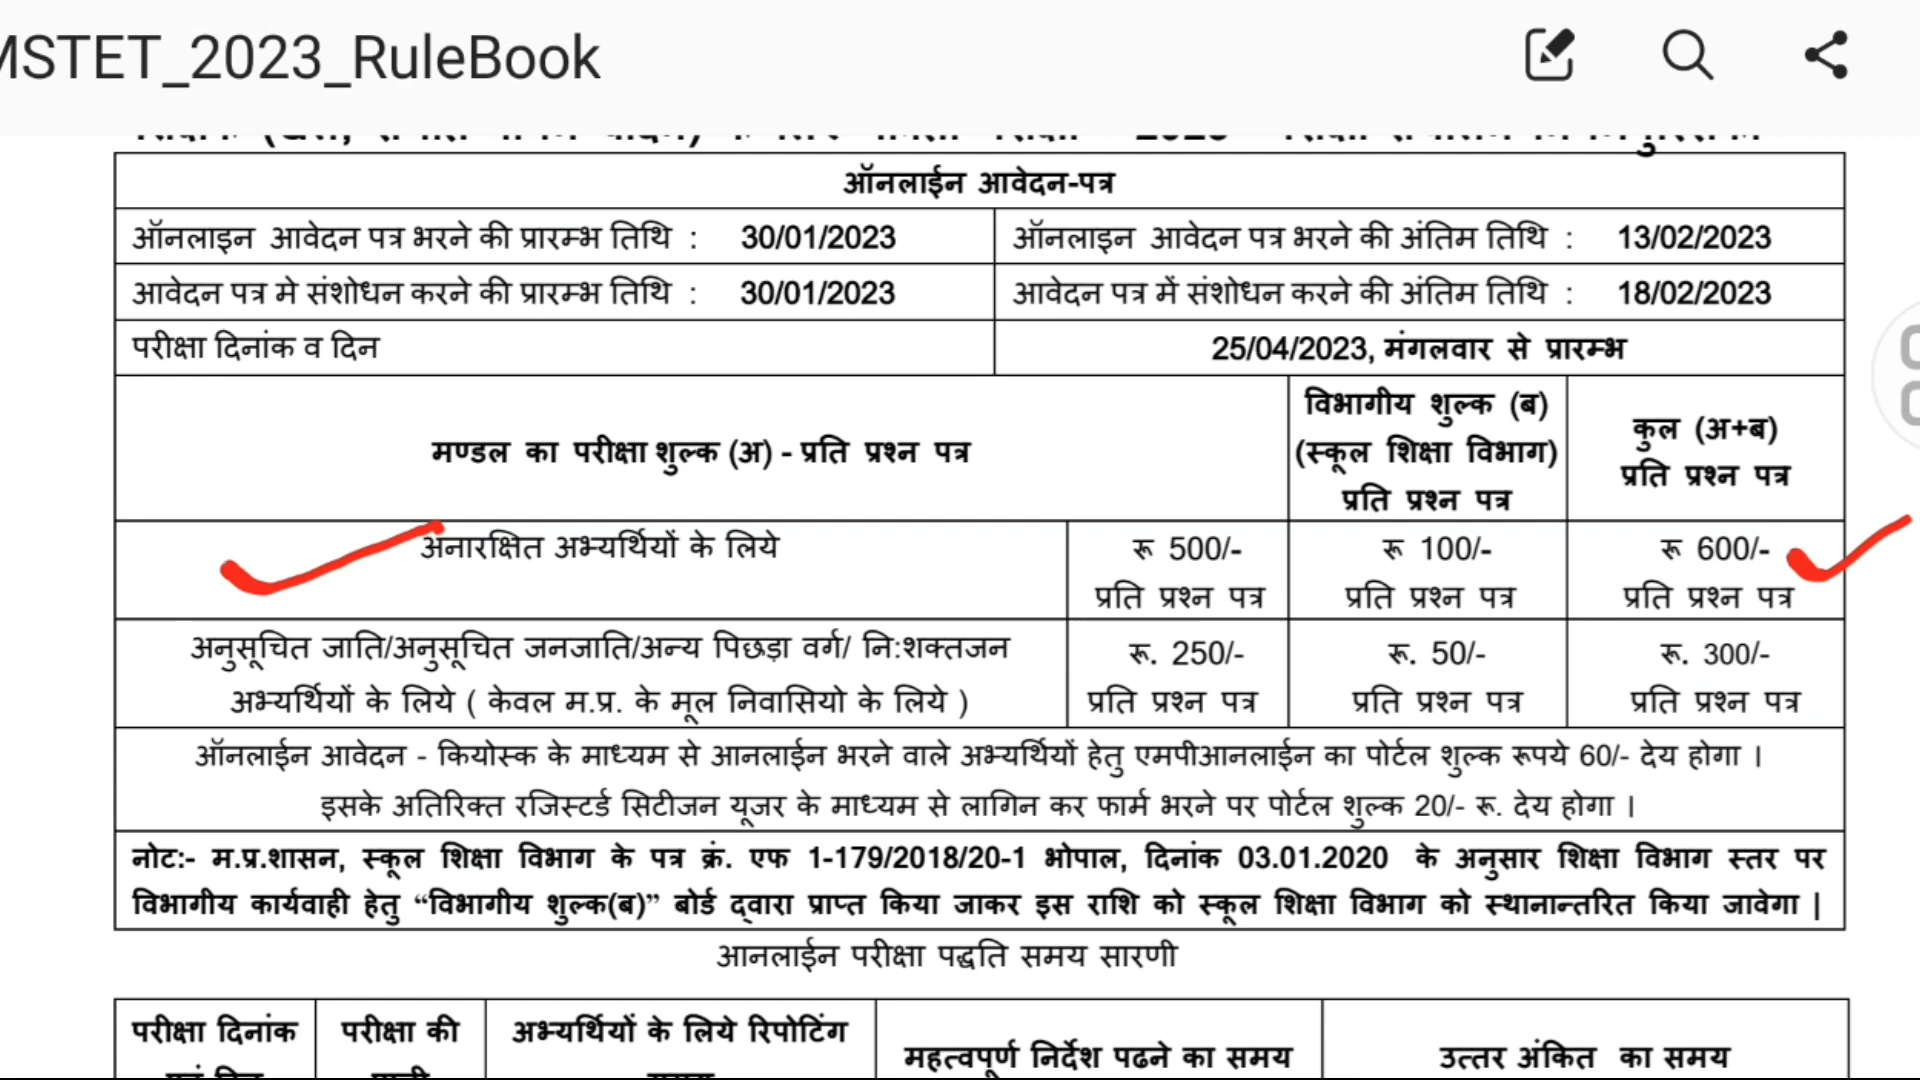 MSTET_2023_RuleBook
ऑनलाईन आवेदन-पत्र
ऑनलाइन आवेदन पत्र भरने की प्रारम्भ तिथि : 30/01/2023
ऑनलाइन आवेदन पत्र भरने की अंतिम तिथि : 13/02/2023
आवेदन पत्र मे संशोधन करने की प्रारम्भ तिथि : 30/01/2023
आवेदन पत्र में संशोधन करने की अंतिम तिथि : 18/02/2023
परीक्षा दिनांक व दिन
25/04/2023, मंगलवार से प्रारम्भ
मण्डल का परीक्षा शुल्क (अ) - प्रति प्रश्न पत्र
विभागीय शुल्क (ब)
(स्कूल शिक्षा विभाग)
प्रति प्रश्न पत्र
कुल (अ+ब)
प्रति प्रश्न पत्र
अनारक्षित अभ्यर्थियों के लिये
रू 500/-
प्रति प्रश्न पत्र
रू 100/-
प्रति प्रश्न पत्र
रू 600/-
प्रति प्रश्न पत्र
अनुसूचित जाति/अनुसूचित जनजाति/अन्य पिछड़ा वर्ग/ नि:शक्तजन
अभ्यर्थियों के लिये ( केवल म.प्र. के मूल निवासियो के लिये )
रू. 250/-
प्रति प्रश्न पत्र
रू. 50/-
प्रति प्रश्न पत्र
रू. 300/-
प्रति प्रश्न पत्र
ऑनलाईन आवेदन - कियोस्क के माध्यम से आनलाईन भरने वाले अभ्यर्थियों हेतु एमपीआनलाईन का पोर्टल शुल्क रूपये 60/- देय होगा ।
इसके अतिरिक्त रजिस्टर्ड सिटीजन यूजर के माध्यम से लागिन कर फार्म भरने पर पोर्टल शुल्क 20/- रू. देय होगा ।
नोट:- म.प्र.शासन, स्कूल शिक्षा विभाग के पत्र क्रं. एफ 1-179/2018/20-1 भोपाल, दिनांक 03.01.2020 के अनुसार शिक्षा विभाग स्तर पर
विभागीय कार्यवाही हेतु “विभागीय शुल्क(ब)” बोर्ड द्वारा प्राप्त किया जाकर इस राशि को स्कूल शिक्षा विभाग को स्थानान्तरित किया जावेगा |
आनलाईन परीक्षा पद्धति समय सारणी
परीक्षा दिनांक
परीक्षा की
अभ्यर्थियों के लिये रिपोटिंग
महत्वपूर्ण निर्देश पढने का समय
उत्तर अंकित का समय